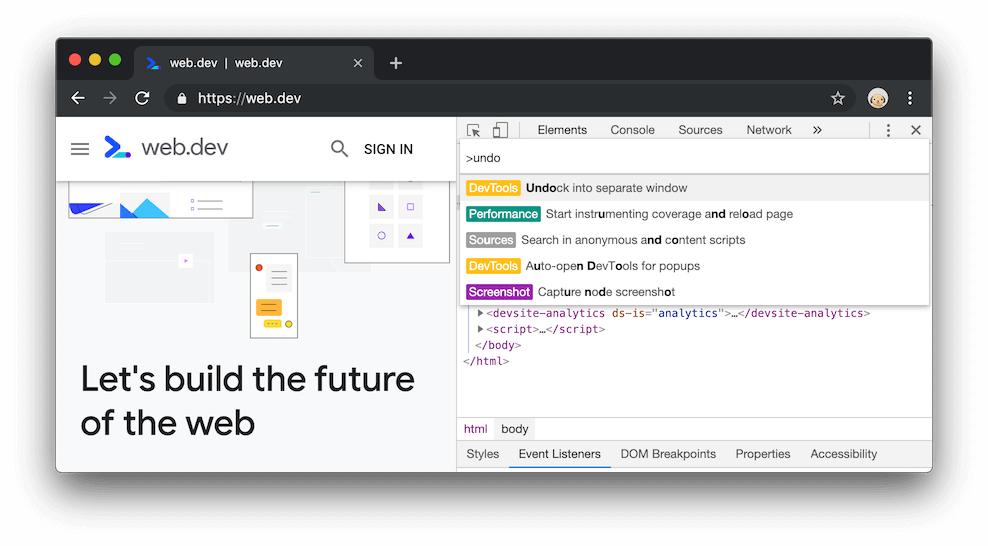 web.dev | web.dev
https://web.dev
web.dev
SIGN IN
Let's build the future
of the web
Elements Console Sources Network »
>undo
DevTools Undock into separate window
Performance Start instrumenting coverage and reload page
Sources Search in anonymous and content scripts
DevTools Auto-open DevTools for popups
Screenshot Capture node screenshot
<devsite-analytics ds-is="analytics">…</devsite-analytics>
<script>…</script>
</body>
</html>
html body
Styles Event Listeners DOM Breakpoints Properties Accessibility